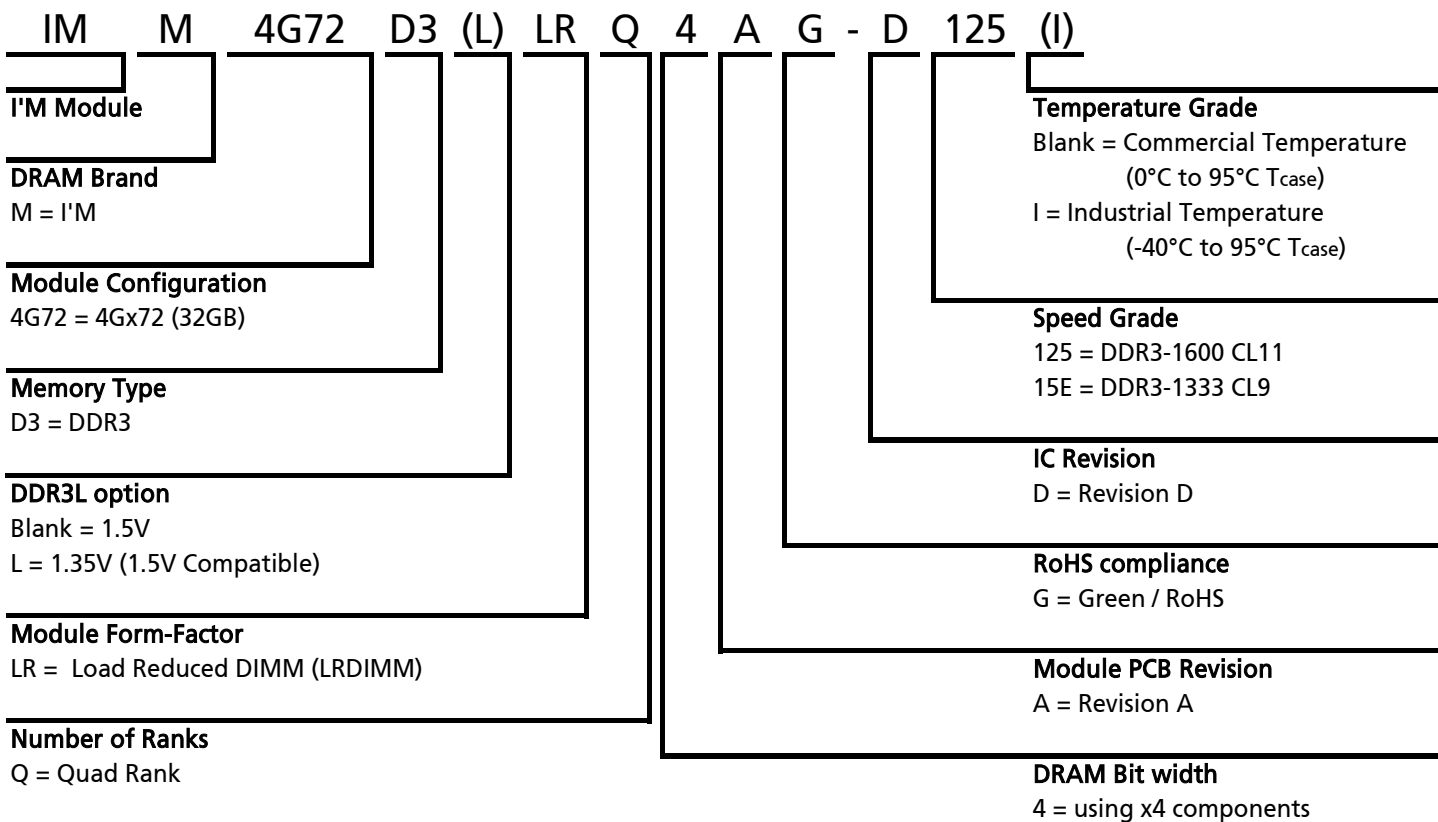 IM M 4G72 D3 (L) LR Q 4 A G - D 125 (I)
I'M Module
DRAM Brand
M = I'M
Module Configuration
4G72 = 4Gx72 (32GB)
Memory Type
D3 = DDR3
DDR3L option
Blank = 1.5V
L = 1.35V (1.5V Compatible)
Module Form-Factor
LR = Load Reduced DIMM (LRDIMM)
Number of Ranks
Q = Quad Rank
Temperature Grade
Blank = Commercial Temperature
(0°C to 95°C Tcase)
I = Industrial Temperature
(-40°C to 95°C Tcase)
Speed Grade
125 = DDR3-1600 CL11
15E = DDR3-1333 CL9
IC Revision
D = Revision D
RoHS compliance
G = Green / RoHS
Module PCB Revision
A = Revision A
DRAM Bit width
4 = using x4 components